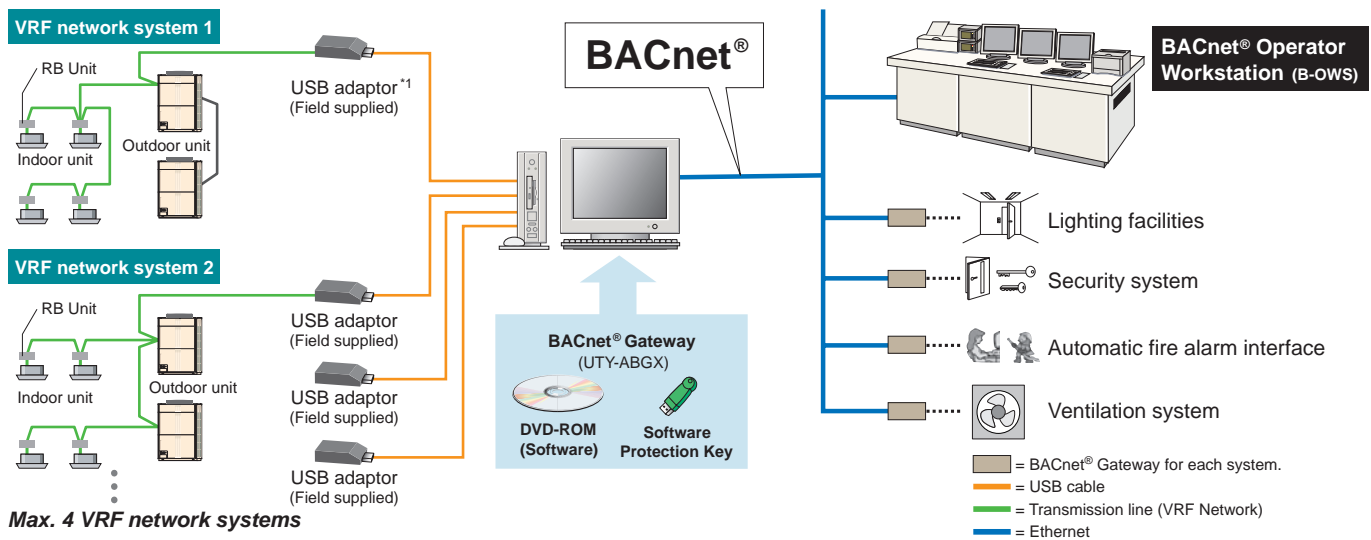 VRF network system 1
RB Unit
Indoor unit
Outdoor unit
USB adaptor *1
(Field supplied)
VRF network system 2
RB Unit
Indoor unit
Outdoor unit
USB adaptor
(Field supplied)
USB adaptor
(Field supplied)
USB adaptor
(Field supplied)
Max. 4 VRF network systems
BACnet®
BACnet® Gateway
(UTY-ABGX)
DVD-ROM
(Software)
Software
Protection Key
BACnet® Operator
Workstation (B-OWS)
Lighting facilities
Security system
Automatic fire alarm interface
Ventilation system
= BACnet® Gateway for each system.
= USB cable
= Transmission line (VRF Network)
= Ethernet